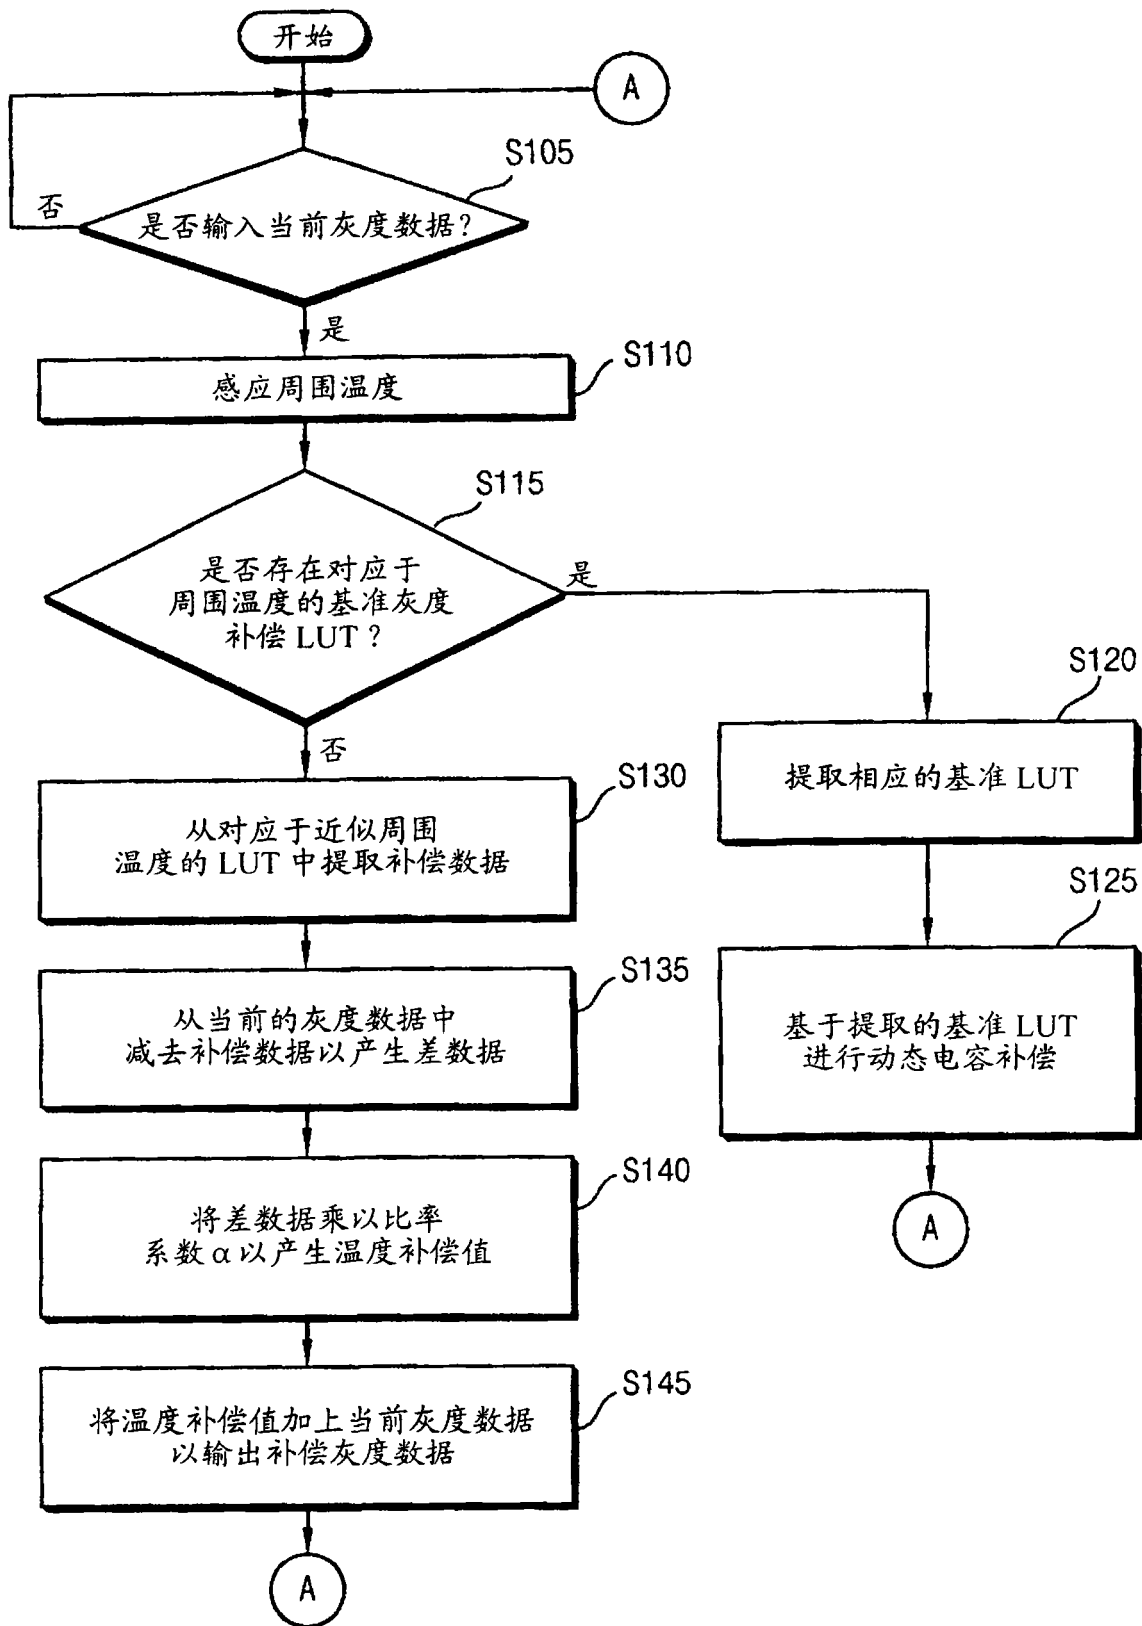 开始
A
S105
否
是否输入当前灰度数据？
是
S110
感应周围温度
S115
是否存在对应于
周围温度的基准灰度
补偿 LUT？
是
否
S120
提取相应的基准 LUT
S125
基于提取的基准 LUT
进行动态电容补偿
A
S130
从对应于近似周围
温度的 LUT 中提取补偿数据
S135
从当前的灰度数据中
减去补偿数据以产生差数据
S140
将差数据乘以比率
系数 α 以产生温度补偿值
S145
将温度补偿值加上当前灰度数据
以输出补偿灰度数据
A